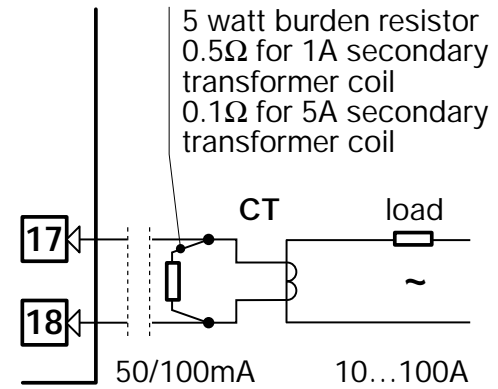 5 watt burden resistor
0.5Ω for 1A secondary
transformer coil
0.1Ω for 5A secondary
transformer coil
CT
load
17
~
18
50/100mA
10...100A